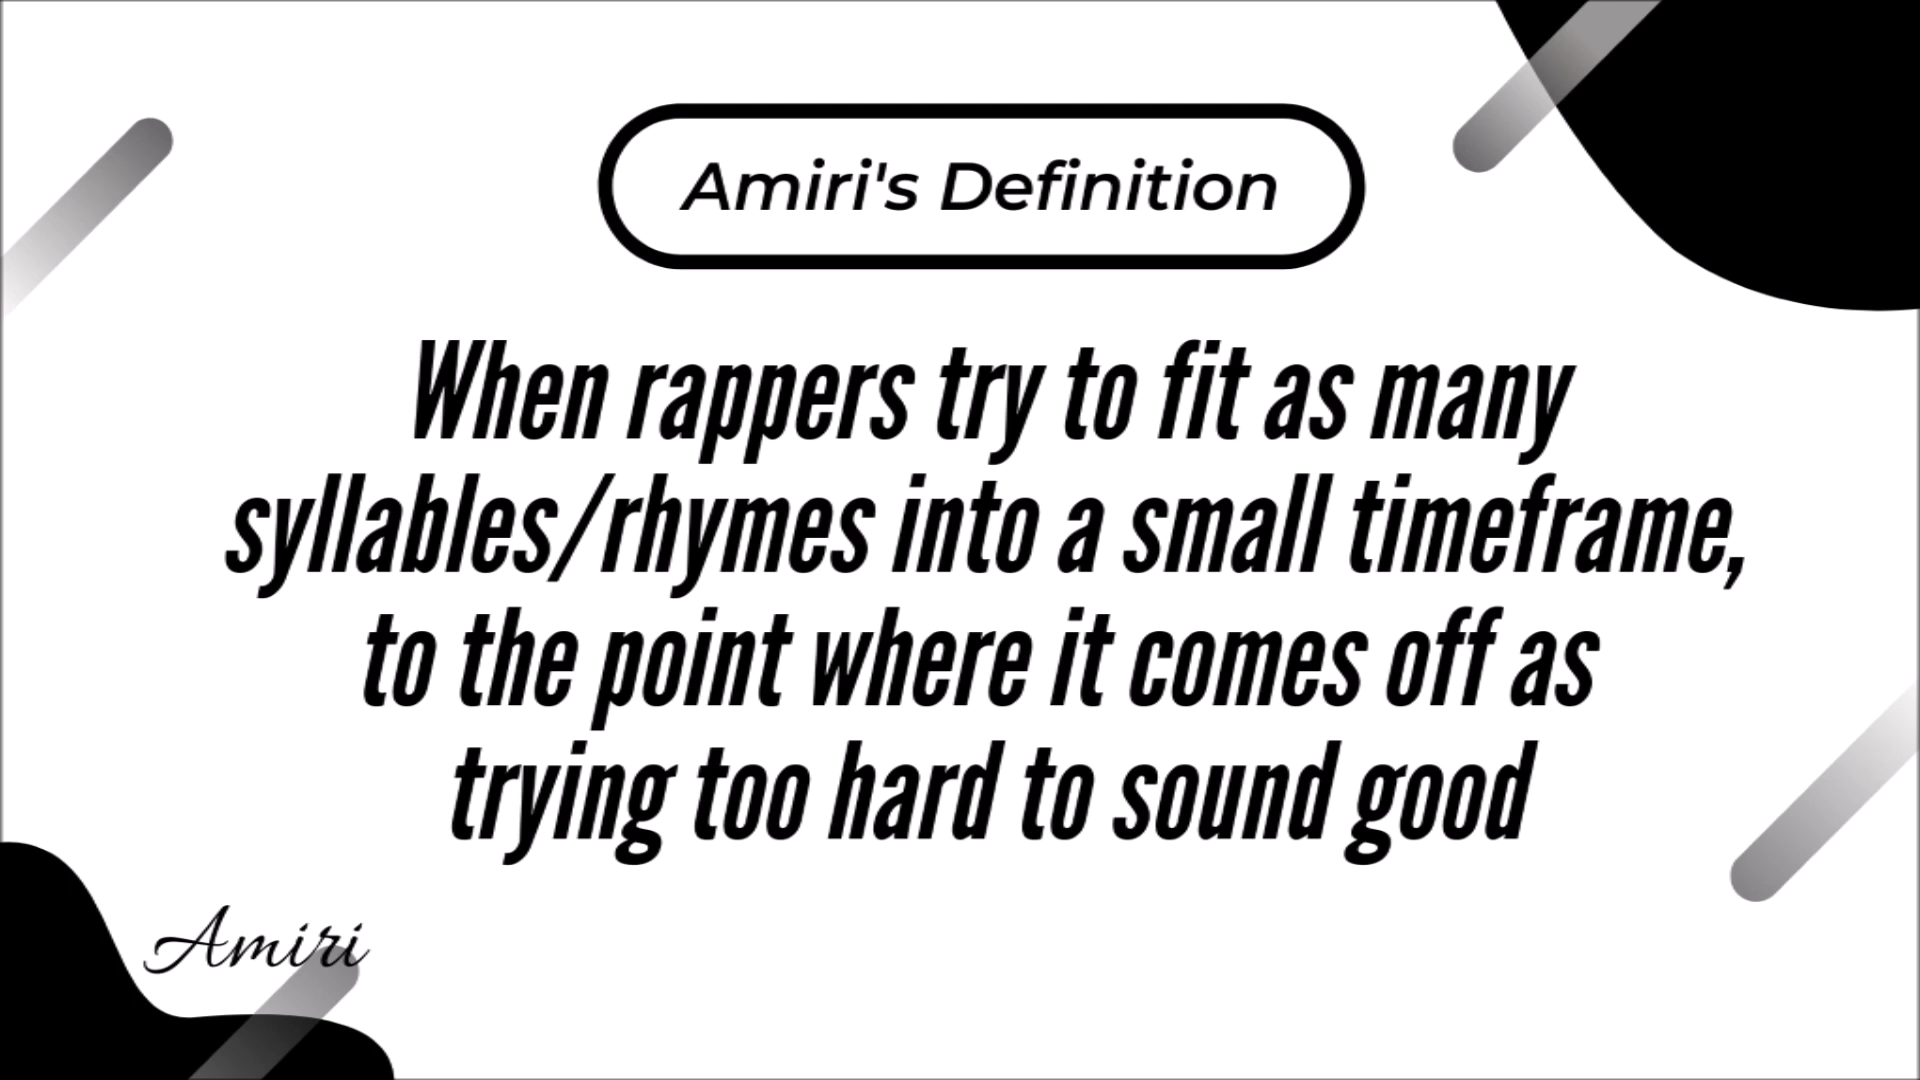 Amiri's Definition
When rappers try to fit as many
syllables/rhymes into a small timeframe,
to the point where it comes off as
trying too hard to sound good
Amiri